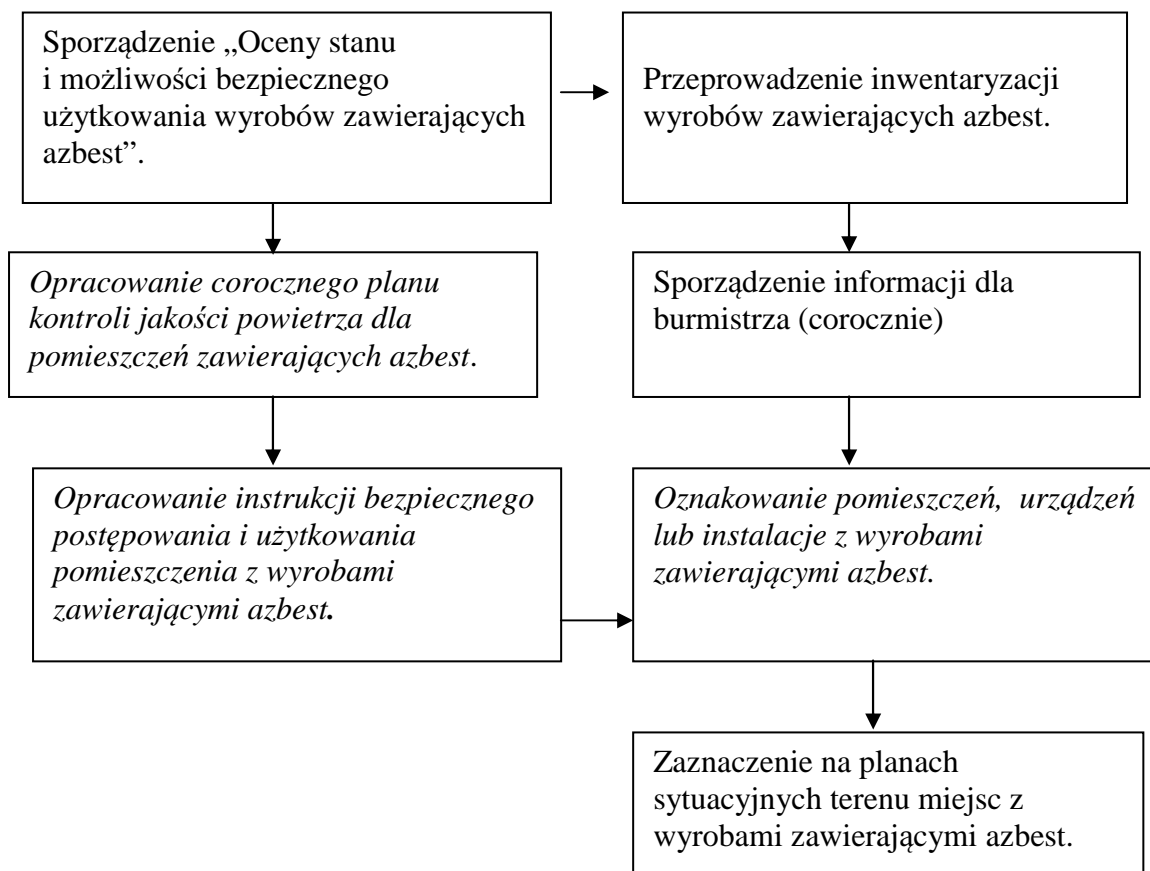 Sporządzenie „Oceny stanu
i możliwości bezpiecznego
użytkowania wyrobów zawierających
azbest”.
Przeprowadzenie inwentaryzacji
wyrobów zawierających azbest.
Opracowanie corocznego planu
kontroli jakości powietrza dla
pomieszczeń zawierających azbest.
Sporządzenie informacji dla
burmistrza (corocznie)
Opracowanie instrukcji bezpiecznego
postępowania i użytkowania
pomieszczenia z wyrobami
zawierającymi azbest.
Oznakowanie pomieszczeń, urządzeń
lub instalacje z wyrobami
zawierającymi azbest.
Zaznaczenie na planach
sytuacyjnych terenu miejsc z
wyrobami zawierającymi azbest.